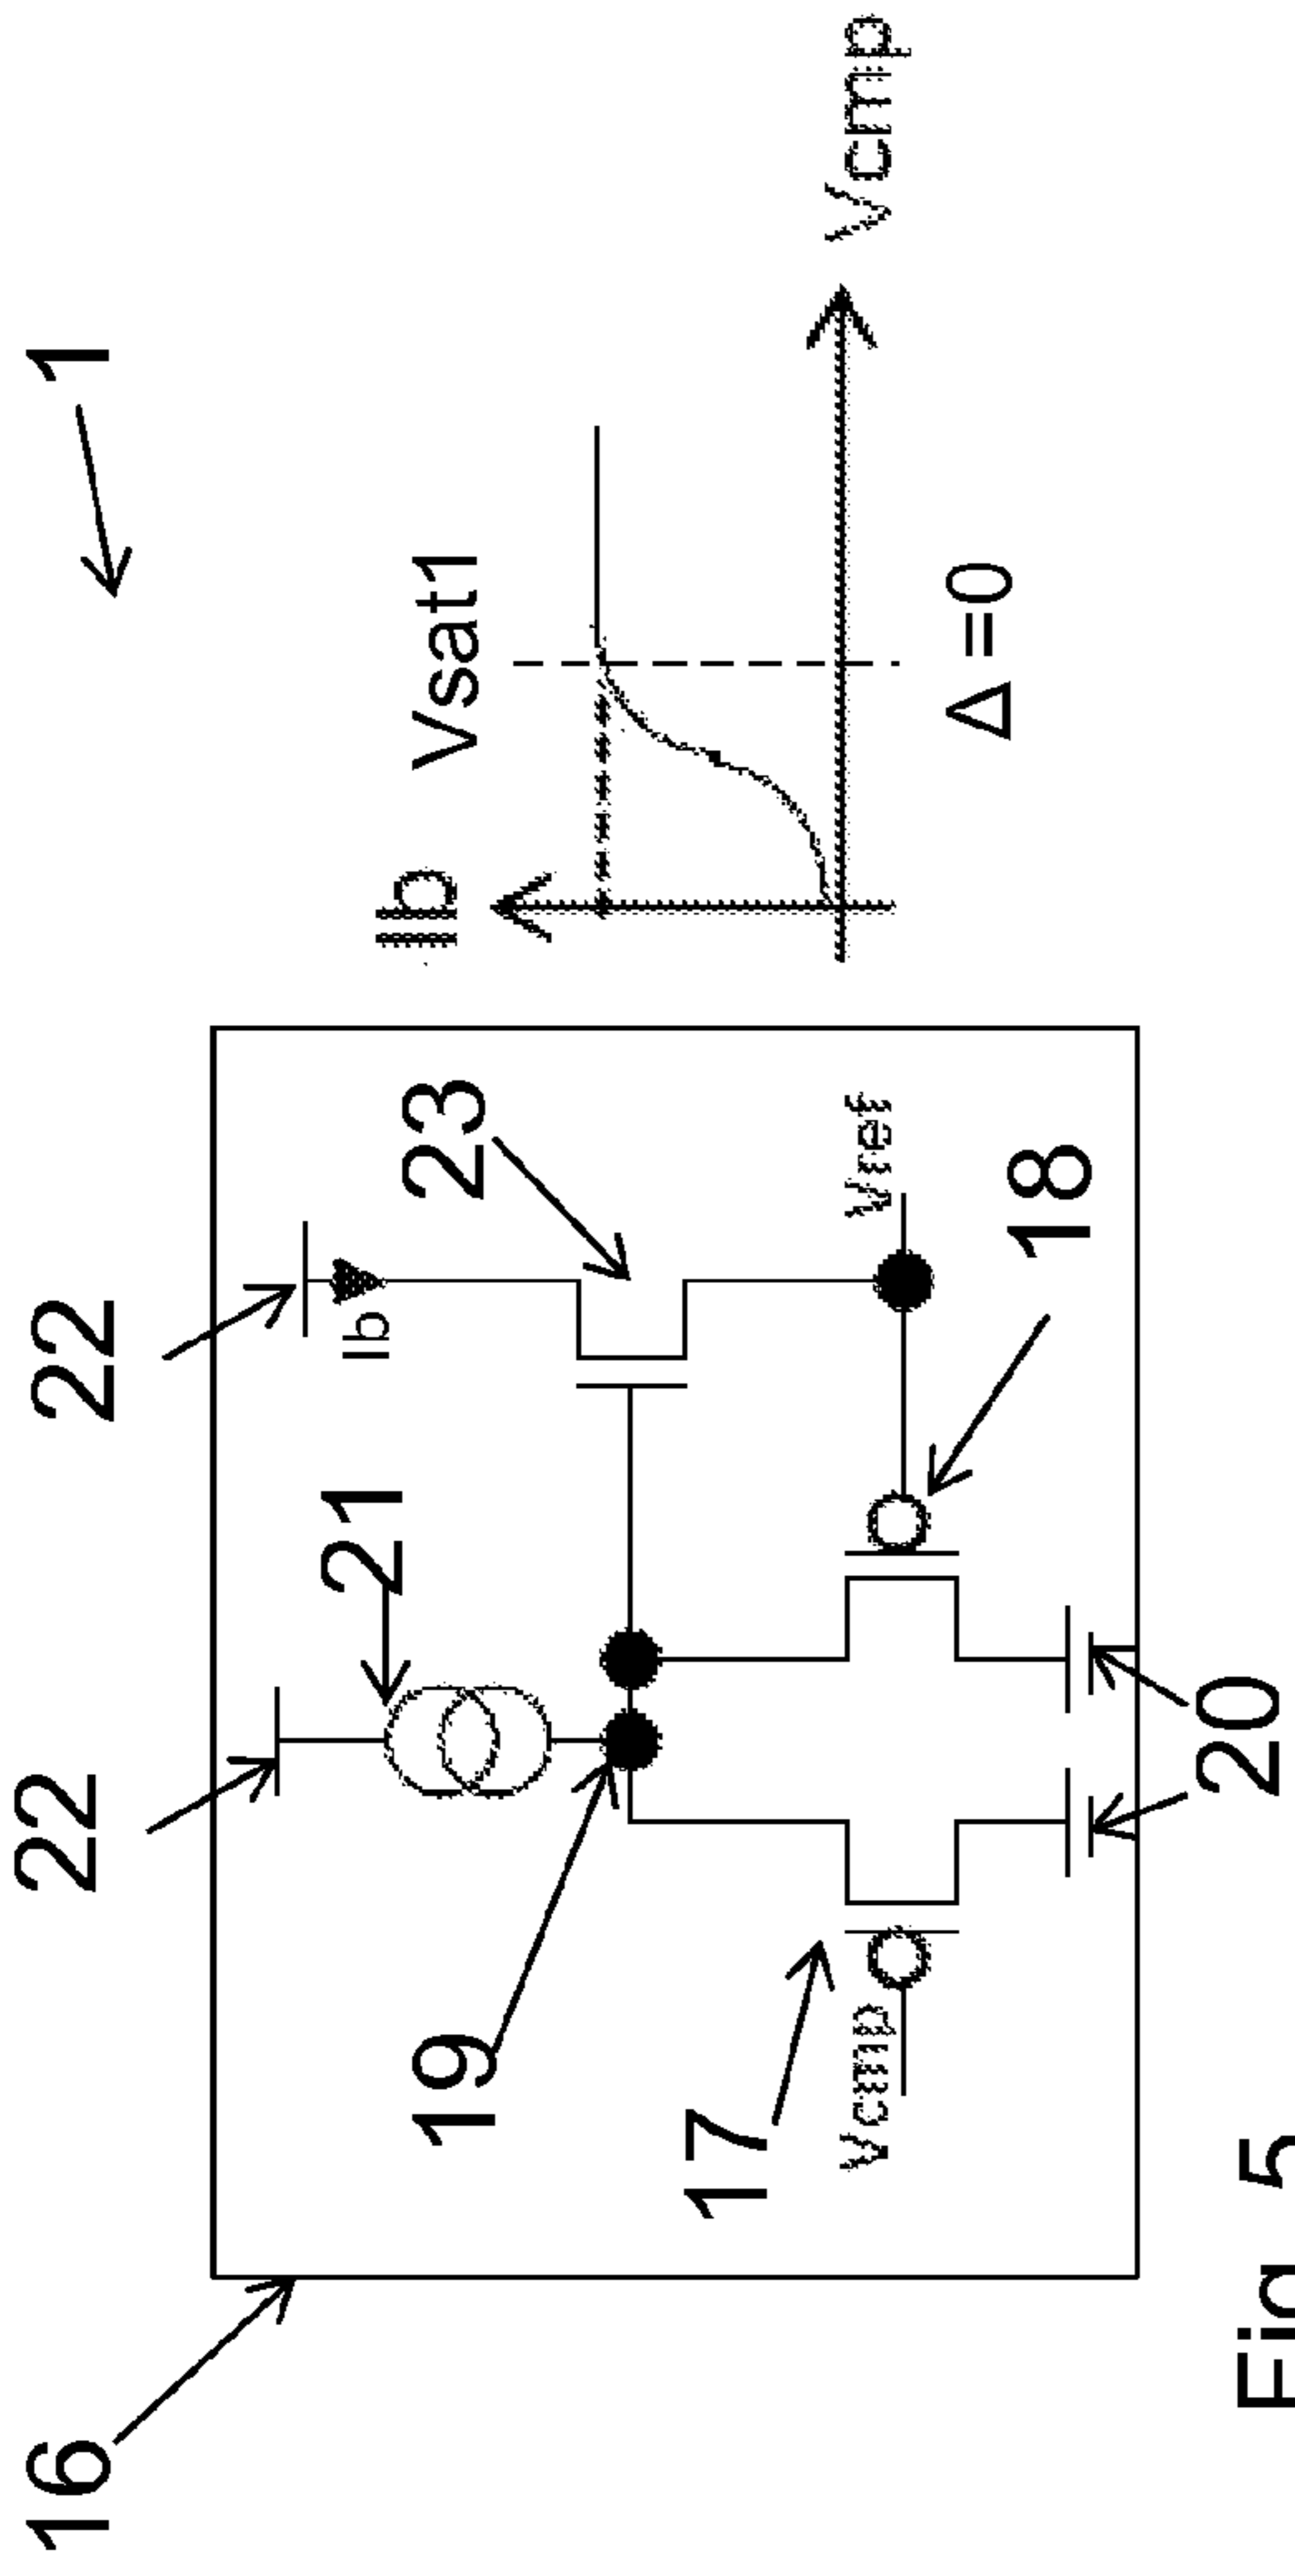 16
22
22
1
21
Ib
23
Ib
Vsat1
19
17
Vcmp
Vref
Vcmp
18
Δ =0
20
Fig. 5